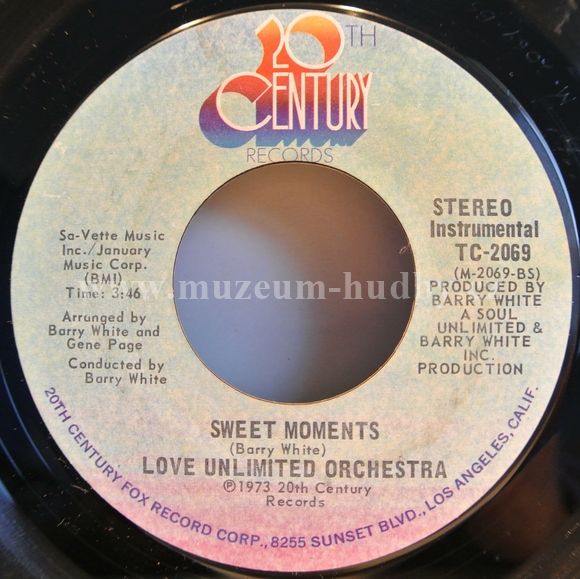 20TH
CENTURY
RECORDS
STEREO
Instrumental
TC-2069
(M-2069-BS)
PRODUCED BY
BARRY WHITE
A SOUL
UNLIMITED &
BARRY WHITE
INC.
PRODUCTION
Sa-Vette Music
Inc./January
Music Corp.
(BMI)
Time: 3:46
Arranged by
Barry White and
Gene Page
Conducted by
Barry White
SWEET MOMENTS
(Barry White)
LOVE UNLIMITED ORCHESTRA
℗1973 20th Century
Records
20TH CENTURY FOX RECORD CORP., 8255 SUNSET BLVD., LOS ANGELES, CALIF.